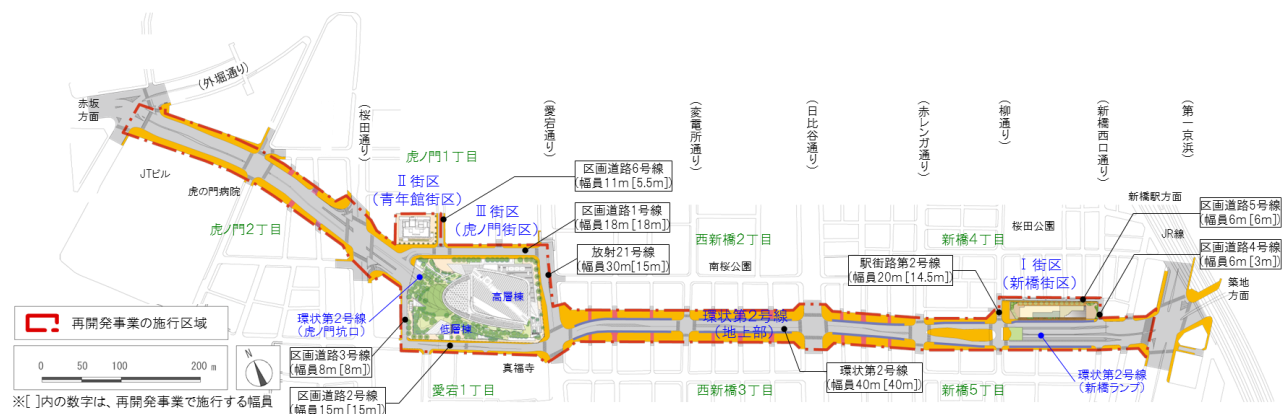 (外堀通り)
赤坂
方面
JTビル
虎の門病院
(桜田通り)
虎ノ門1丁目
虎ノ門2丁目
Ⅱ街区
(青年館街区)
Ⅲ街区
(虎ノ門街区)
(愛宕通り)
区画道路6号線
(幅員11m[5.5m])
区画道路1号線
(幅員18m[18m])
放射21号線
(幅員30m[15m])
高層棟
低層棟
環状第2号線
(虎ノ門坑口)
区画道路3号線
(幅員8m[8m])
区画道路2号線
(幅員15m[15m])
愛宕1丁目
真福寺
(変電所通り)
(日比谷通り)
(赤レンガ通り)
(柳通り)
(新橋西口通り)
(第一京浜)
西新橋2丁目
南桜公園
環状第2号線
(地上部)
環状第2号線
(幅員40m[40m])
西新橋3丁目
新橋4丁目
桜田公園
新橋駅方面
区画道路5号線
(幅員6m[6m])
JR線
区画道路4号線
(幅員6m[3m])
駅街路第2号線
(幅員20m[14.5m])
Ⅰ街区
(新橋街区)
築地
方面
環状第2号線
(新橋ランプ)
新橋5丁目
再開発事業の施行区域
0 50 100 200 m
N
※[ ]内の数字は、再開発事業で施行する幅員